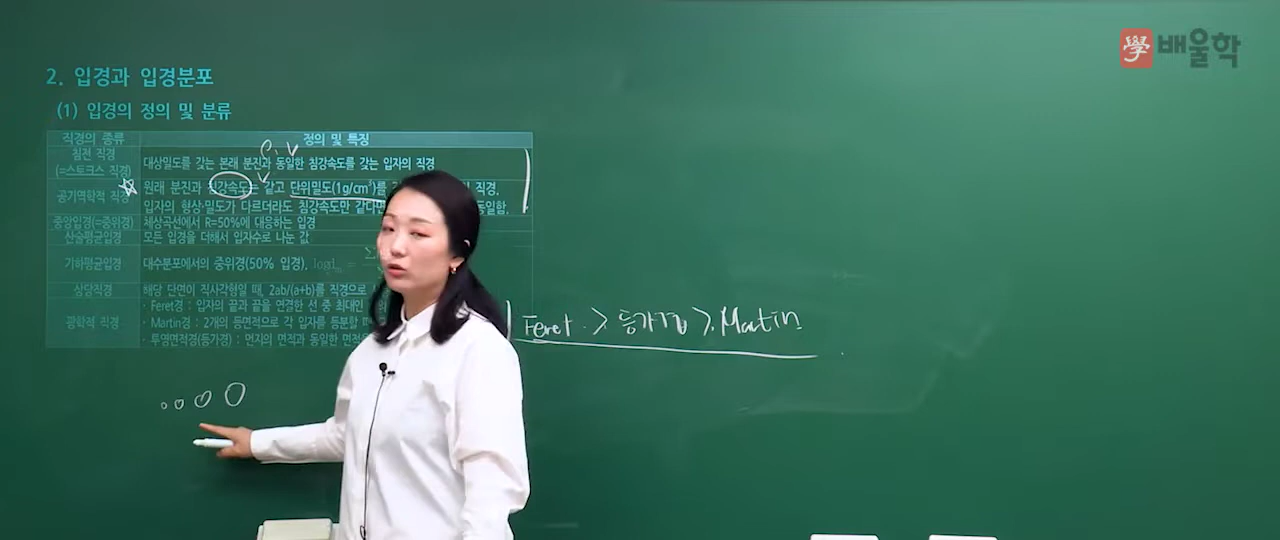 學 배울학
2. 입경과 입경분포
(1) 입경의 정의 및 분류
직경의 종류 정의 및 특징
침전 직경
(=스토크스 직경)
대상밀도를 갖는 본래 분진과 동일한 침강속도를 갖는 입자의 직경
ρ, V
공기역학적 직경
원래 분진과 침강속도는 같고 단위밀도(1g/cm³)를 직경.
입자의 형상·밀도가 다르더라도 침강속도만 같다면 동일함.
중앙입경(=중위경) 체상곡선에서 R=50%에 대응하는 입경
산술평균입경 모든 입경을 더해서 입자수로 나눈 값
기하평균입경 대수분포에서의 중위경(50% 입경).
상당직경 해당 단면이 직사각형일 때, 2ab/(a+b)를 직경으로
광학적 직경
· Feret경 : 입자의 끝과 끝을 연결한 선 중 최대인
· Martin경 : 2개의 등면적으로 각 입자를 등분할 때
· 투영면적경(등가경) : 먼지의 면적과 동일한 면적
Feret > 등가경 > Martin